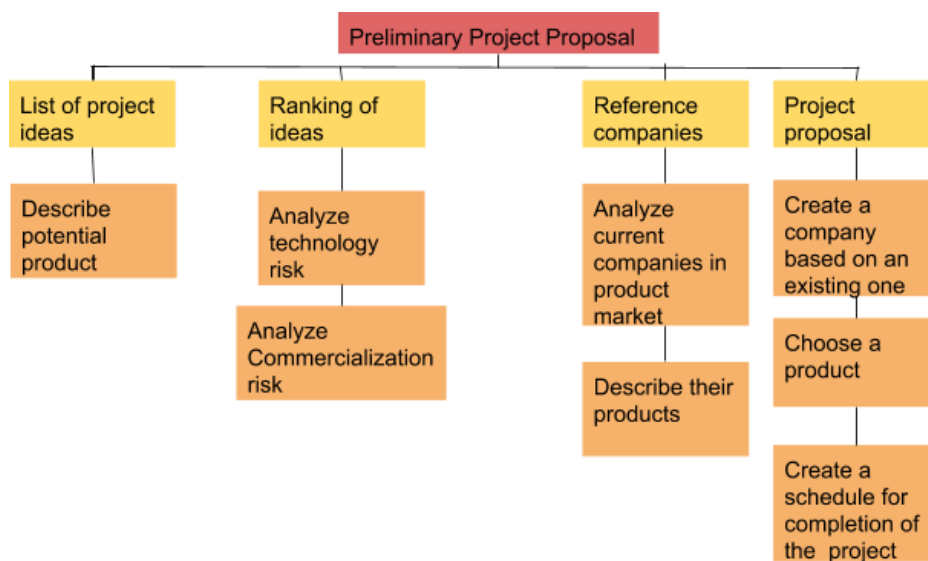 Preliminary Project Proposal
List of project
ideas
Describe
potential
product
Ranking of
ideas
Analyze
technology
risk
Analyze
Commercialization
risk
Reference
companies
Analyze
current
companies in
product
market
Describe their
products
Project
proposal
Create a
company
based on an
existing one
Choose a
product
Create a
schedule for
completion of
the project